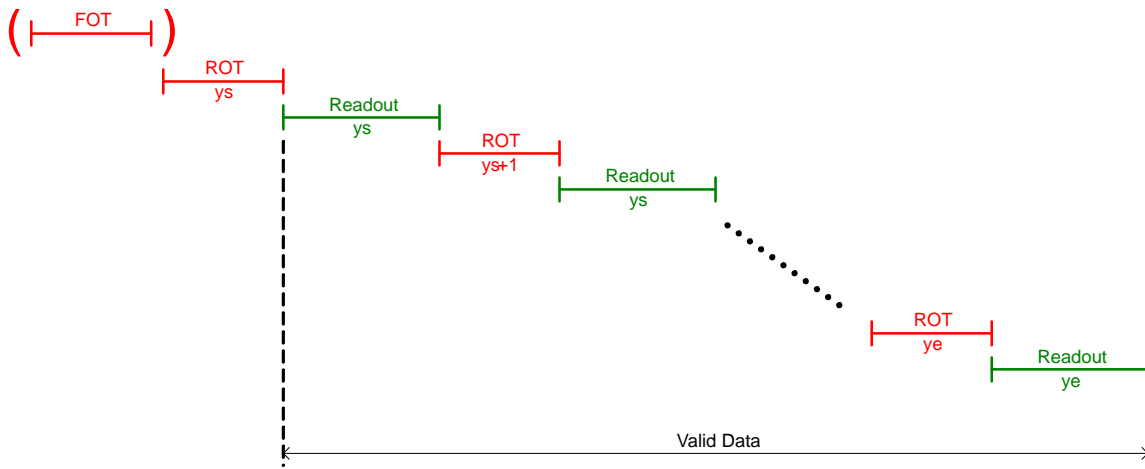 ( FOT )
ROT
ys
Readout
ys
ROT
ys+1
Readout
ys
ROT
ye
Readout
ye
Valid Data